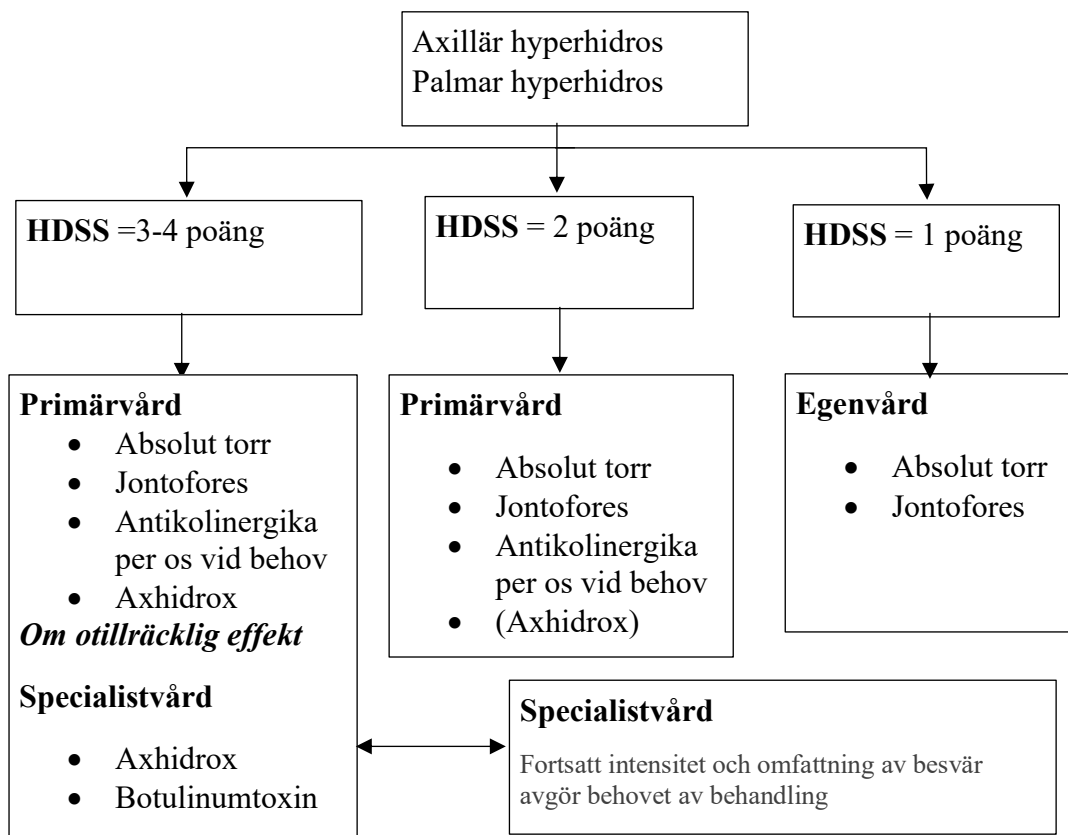 Axillär hyperhidros
Palmar hyperhidros
HDSS =3-4 poäng
HDSS = 2 poäng
HDSS = 1 poäng
Primärvård
• Absolut torr
• Jontofores
• Antikolinergika
per os vid behov
• Axhidrox
Om otillräcklig effekt
Specialistvård
• Axhidrox
• Botulinumtoxin
Primärvård
• Absolut torr
• Jontofores
• Antikolinergika
per os vid behov
• (Axhidrox)
Egenvård
• Absolut torr
• Jontofores
Specialistvård
Fortsatt intensitet och omfattning av besvär
avgör behovet av behandling